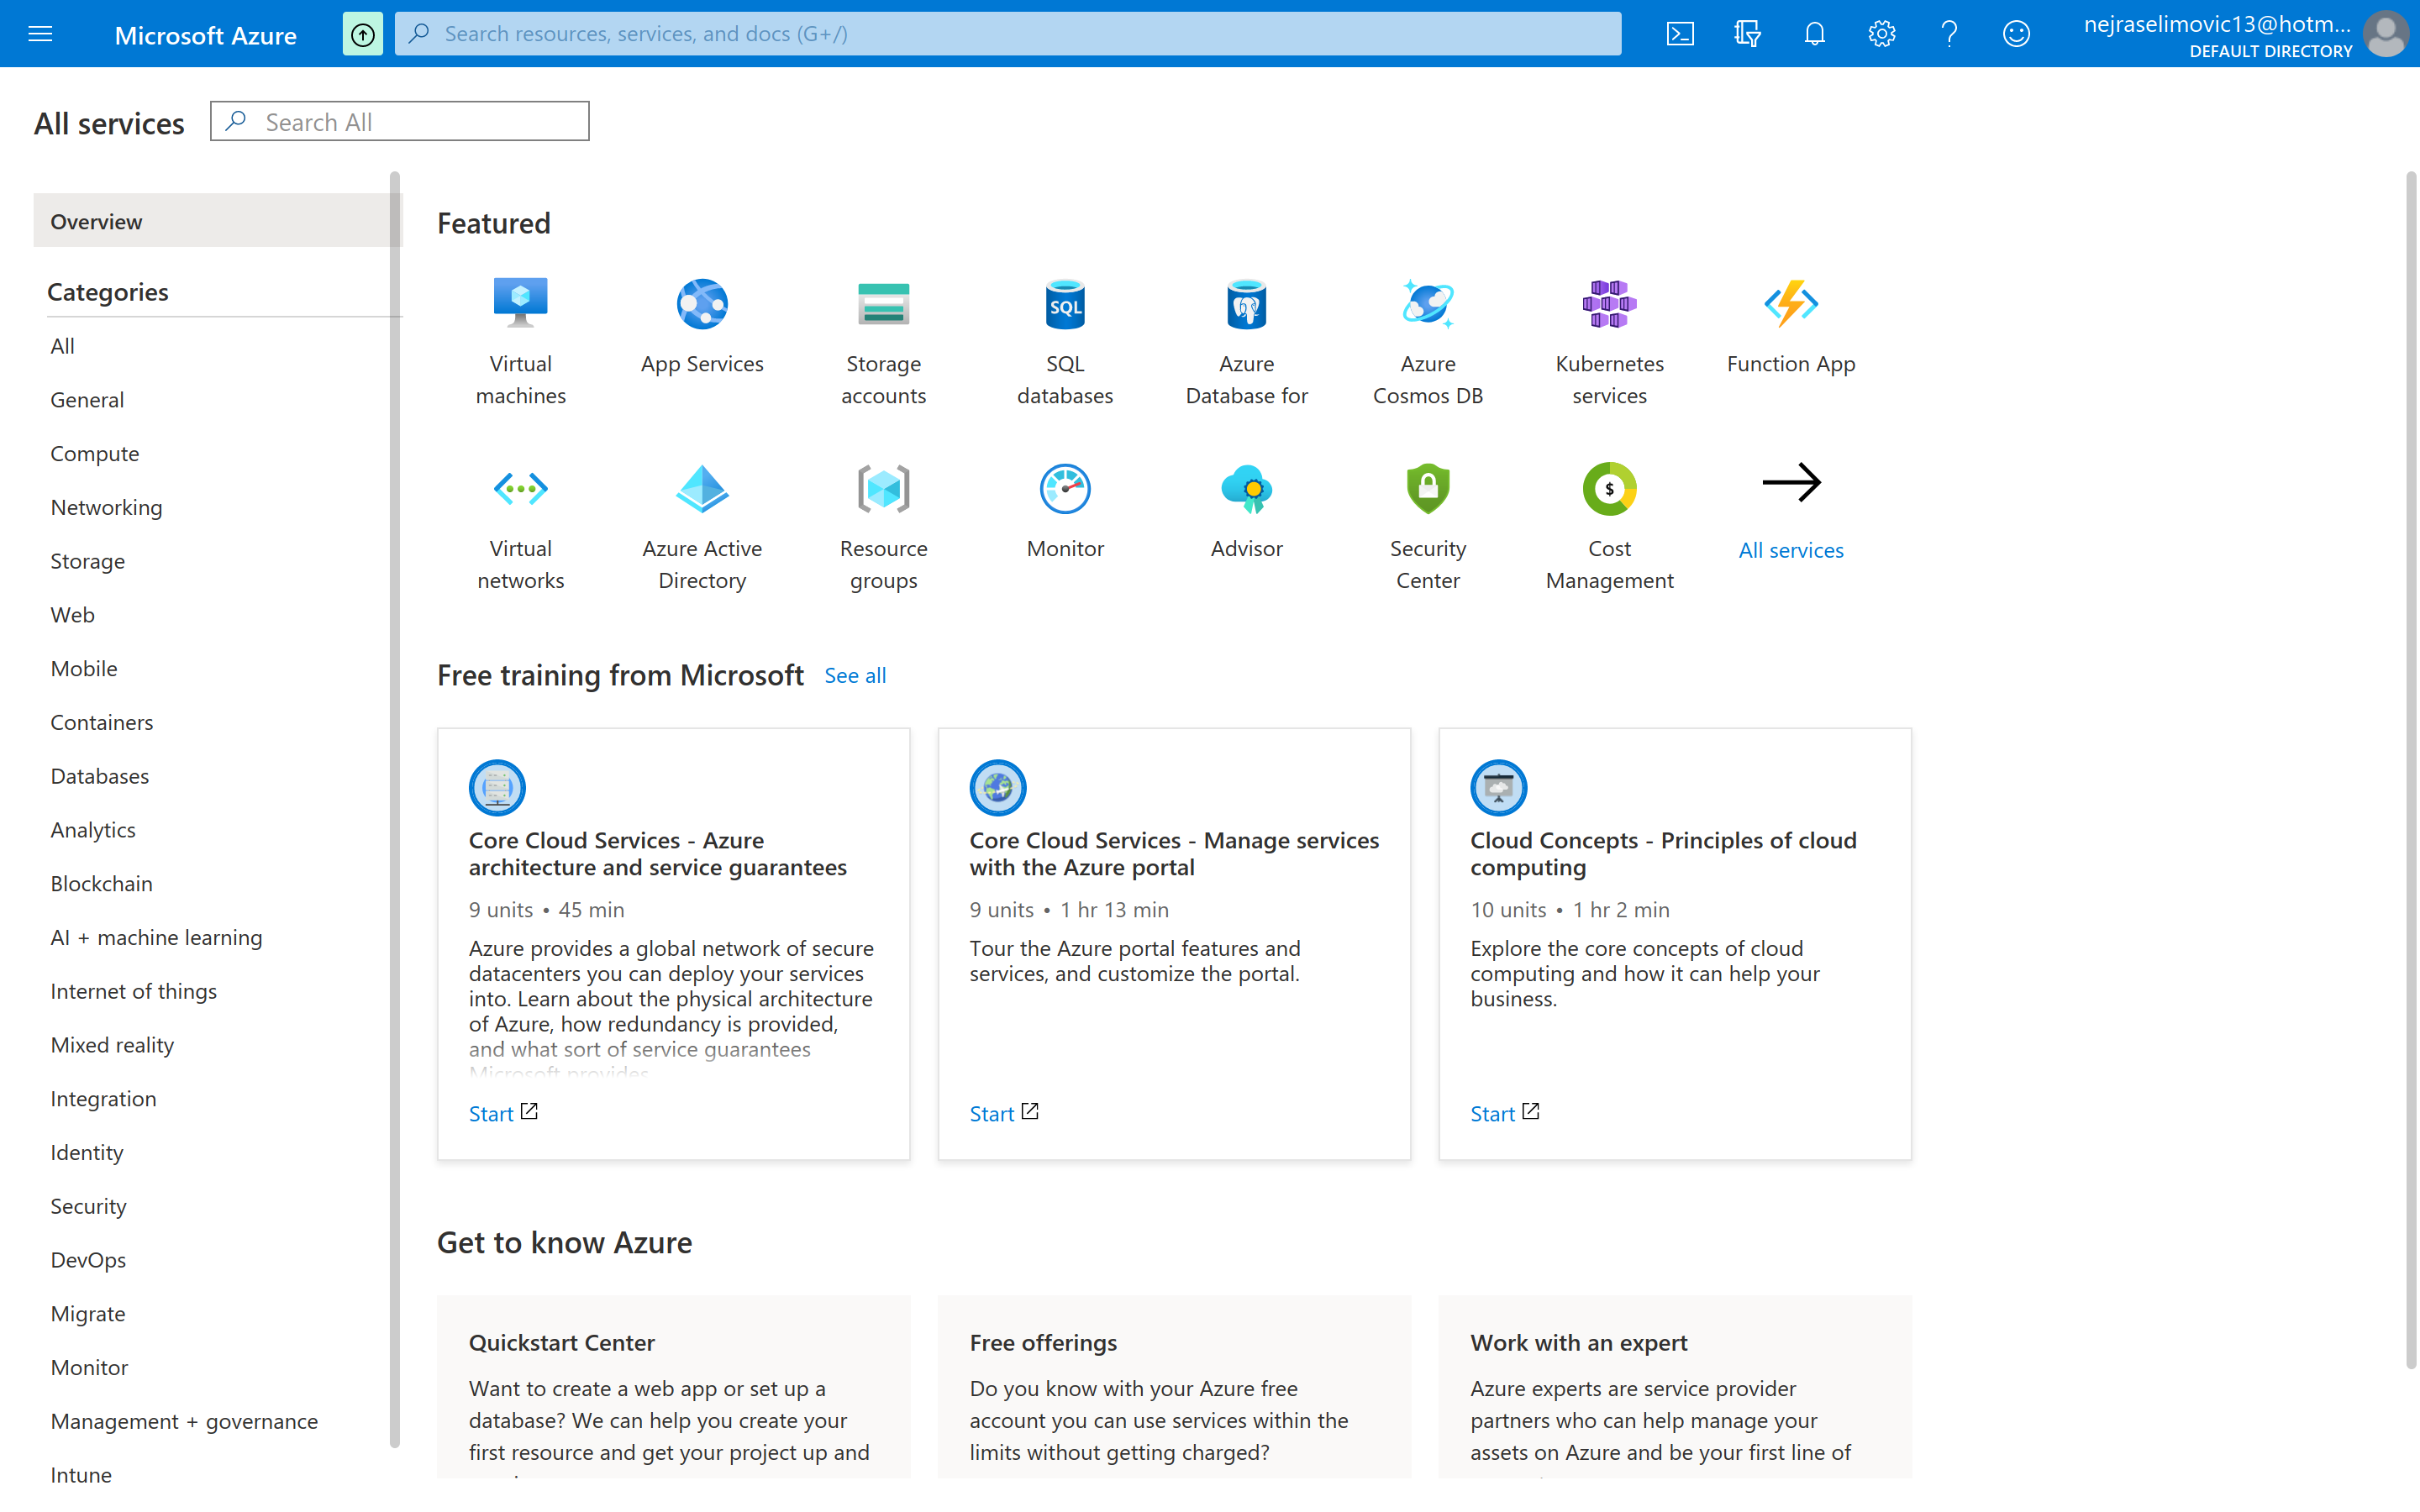 Microsoft Azure
Search resources, services, and docs (G+/)
nejraselimovic13@hotm...
DEFAULT DIRECTORY
All services
Search All
Overview
Categories
All
General
Compute
Networking
Storage
Web
Mobile
Containers
Databases
Analytics
Blockchain
AI + machine learning
Internet of things
Mixed reality
Integration
Identity
Security
DevOps
Migrate
Monitor
Management + governance
Intune
Featured
Virtual
machines
App Services
Storage
accounts
SQL
SQL
databases
Azure
Database for
Azure
Cosmos DB
Kubernetes
services
Function App
Virtual
networks
Azure Active
Directory
Resource
groups
Monitor
Advisor
Security
Center
$
Cost
Management
All services
Free training from Microsoft
See all
Core Cloud Services - Azure
architecture and service guarantees
9 units • 45 min
Azure provides a global network of secure
datacenters you can deploy your services
into. Learn about the physical architecture
of Azure, how redundancy is provided,
and what sort of service guarantees
Microsoft provides
Start
Core Cloud Services - Manage services
with the Azure portal
9 units • 1 hr 13 min
Tour the Azure portal features and
services, and customize the portal.
Start
Cloud Concepts - Principles of cloud
computing
10 units • 1 hr 2 min
Explore the core concepts of cloud
computing and how it can help your
business.
Start
Get to know Azure
Quickstart Center
Want to create a web app or set up a
database? We can help you create your
first resource and get your project up and
Free offerings
Do you know with your Azure free
account you can use services within the
limits without getting charged?
Work with an expert
Azure experts are service provider
partners who can help manage your
assets on Azure and be your first line of